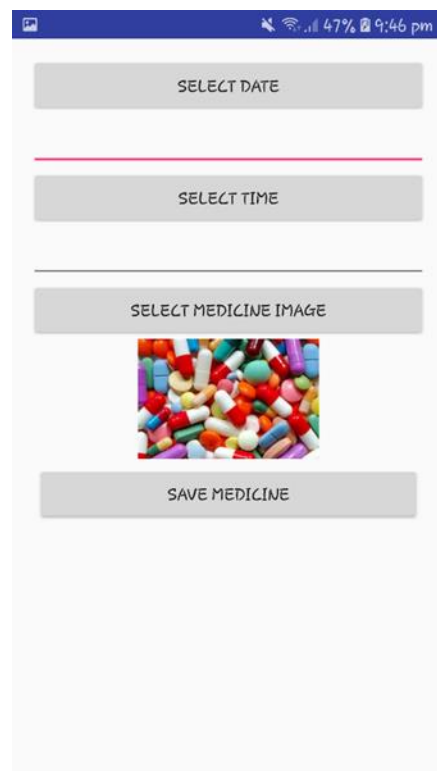 47% 9:46 pm
SELECT DATE
SELECT TIME
SELECT MEDICINE IMAGE
SAVE MEDICINE